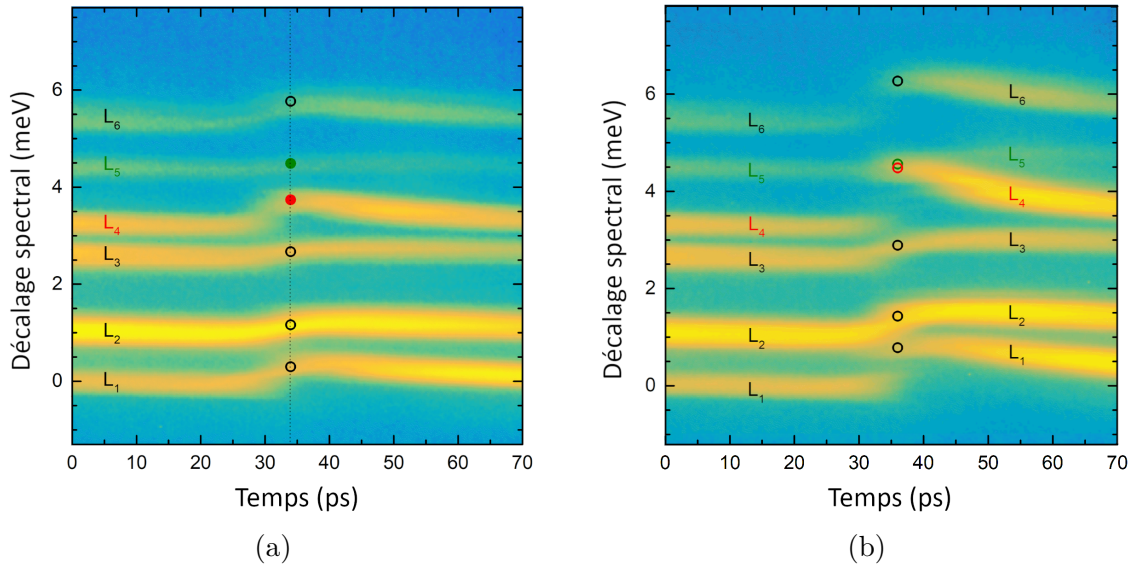 Décalage spectral (meV)
6
4
2
0
L6
L5
L4
L3
L2
L1
0 10 20 30 40 50 60 70
Temps (ps)
(a)
Décalage spectral (meV)
6
4
2
0
L6
L5
L4
L3
L2
L1
L6
L5
L4
L3
L2
L1
0 10 20 30 40 50 60 70
Temps (ps)
(b)